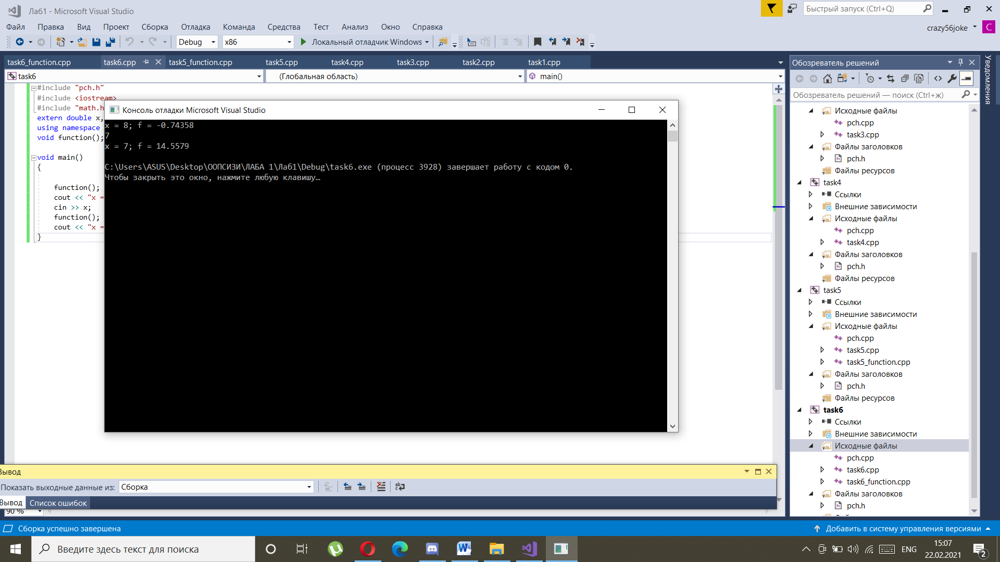 Лаб1 - Microsoft Visual Studio
Быстрый запуск (Ctrl+Q)
Файл Правка Вид Проект Сборка Отладка Команда Средства Тест Анализ Окно Справка
crazy56joke C
Debug x86 Локальный отладчик Windows
task6_function.cpp task6.cpp task5_function.cpp task5.cpp task4.cpp task3.cpp task2.cpp task1.cpp
task6 (Глобальная область) main()
#include "pch.h"
#include <iostream>
#include "math.h
extern double x,
using namespace
void function();
void main()
{
function();
cout << "x =
cin >> x;
function();
cout << "x =
}
Консоль отладки Microsoft Visual Studio
x = 8; f = -0.74358
7
x = 7; f = 14.5579
C:\Users\ASUS\Desktop\ООПСИЗИ\ЛАБА 1\Лаб1\Debug\task6.exe (процесс 3928) завершает работу с кодом 0.
Чтобы закрыть это окно, нажмите любую клавишу…
Обозреватель решений
Обозреватель решений — поиск (Ctrl+ж)
Исходные файлы
pch.cpp
task3.cpp
Файлы заголовков
pch.h
Файлы ресурсов
task4
Ссылки
Внешние зависимости
Исходные файлы
pch.cpp
task4.cpp
Файлы заголовков
pch.h
Файлы ресурсов
task5
Ссылки
Внешние зависимости
Исходные файлы
pch.cpp
task5.cpp
task5_function.cpp
Файлы заголовков
pch.h
Файлы ресурсов
task6
Ссылки
Внешние зависимости
Исходные файлы
pch.cpp
task6.cpp
task6_function.cpp
Файлы заголовков
pch.h
Уведомления
Вывод
Показать выходные данные из: Сборка
Вывод Список ошибок
90 %
Сборка успешно завершена
Добавить в систему управления версиями
Введите здесь текст для поиска
ENG
15:07
22.02.2021
2